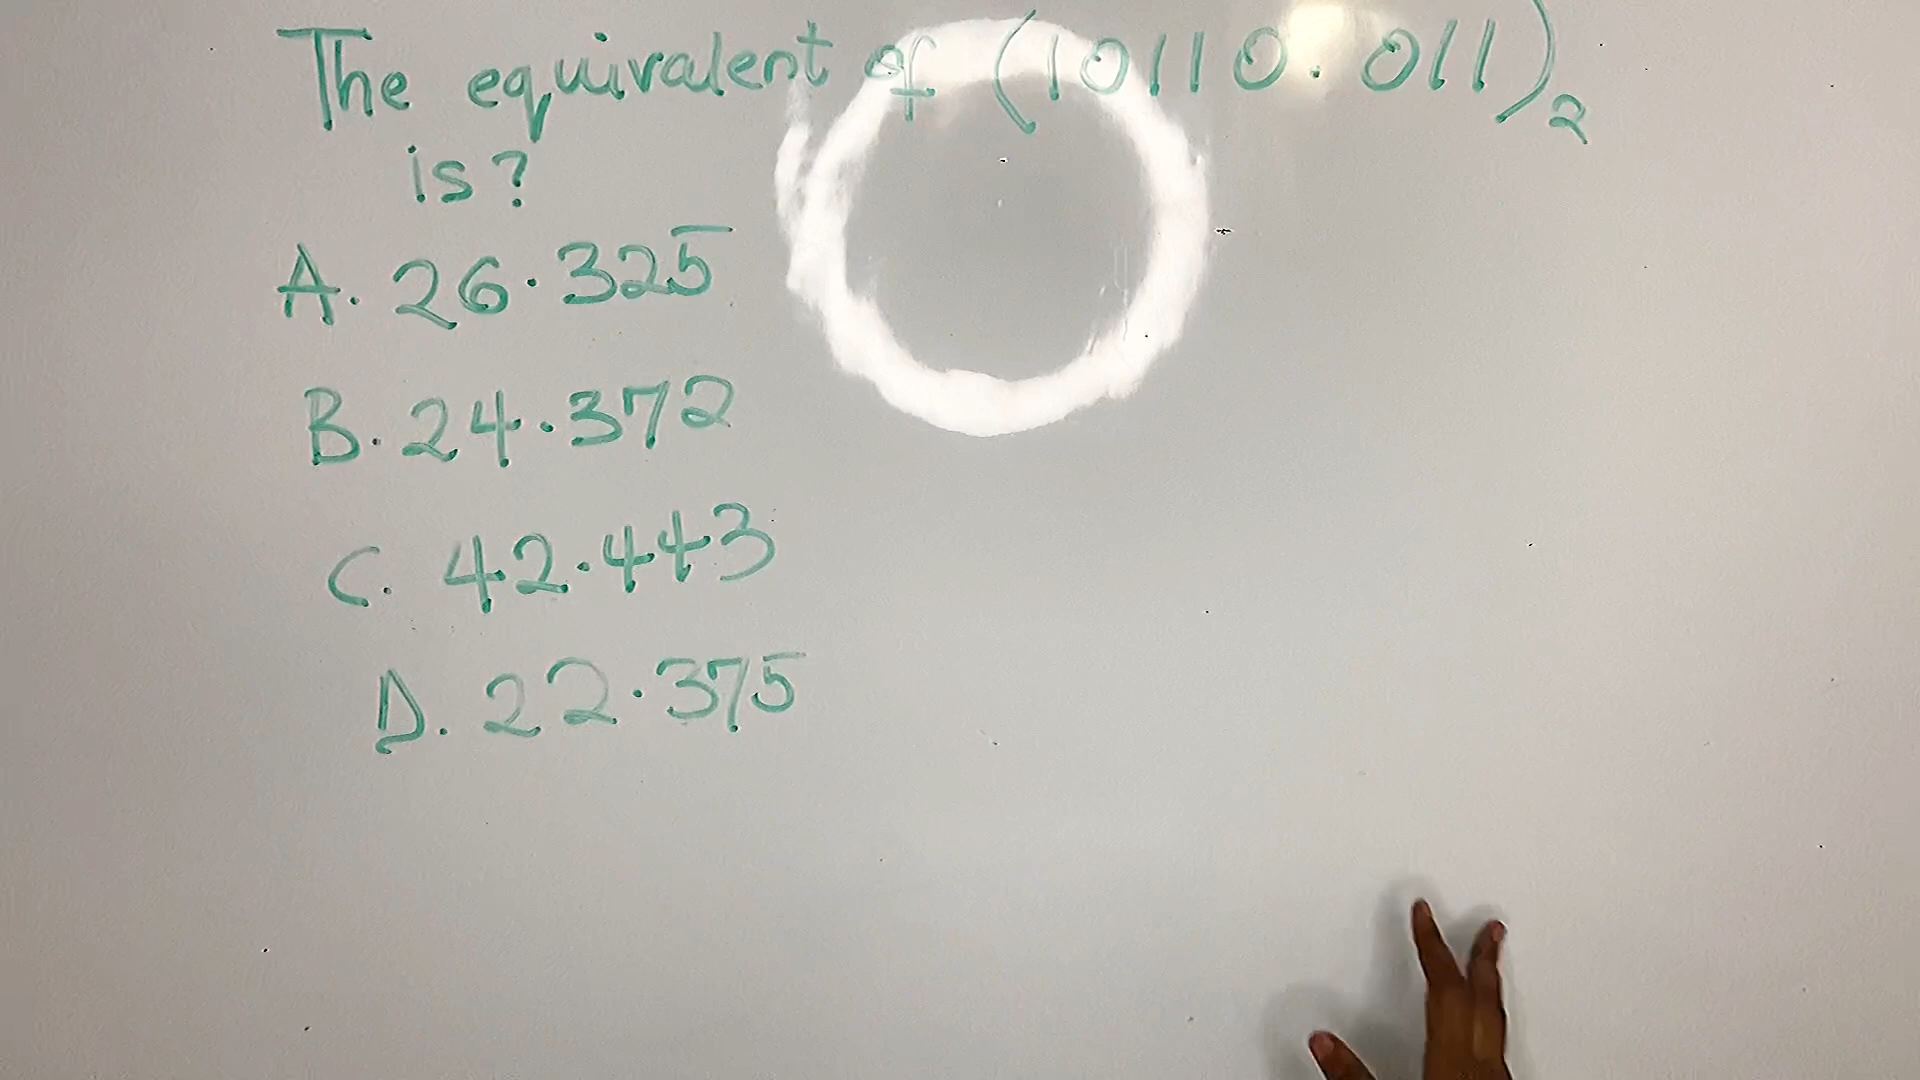 The equivalent of (10110.011)2
is?
A. 26.325
B. 24.372
C. 42.443
D. 22.375